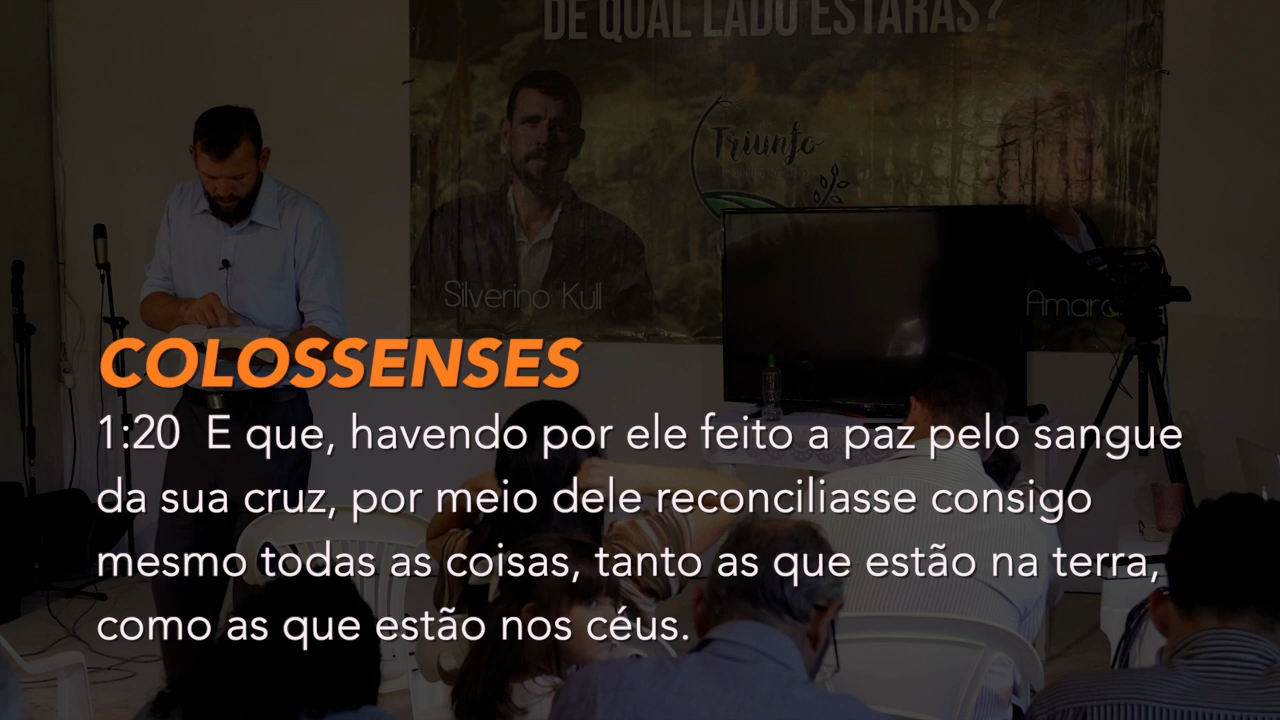 DE QUAL LADO ESTARÁS?
Triunfo
Silverino Kull
COLOSSENSES
1:20 E que, havendo por ele feito a paz pelo sangue
da sua cruz, por meio dele reconciliasse consigo
mesmo todas as coisas, tanto as que estão na terra,
como as que estão nos céus.